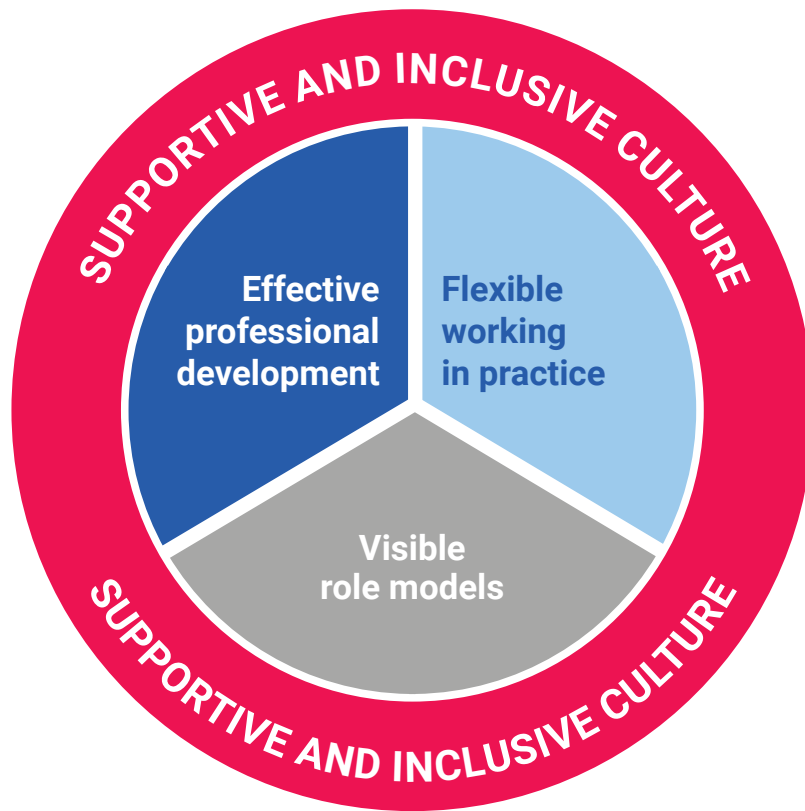 SUPPORTIVE AND INCLUSIVE CULTURE
Effective
professional
development
Flexible
working
in practice
Visible
role models
SUPPORTIVE AND INCLUSIVE CULTURE